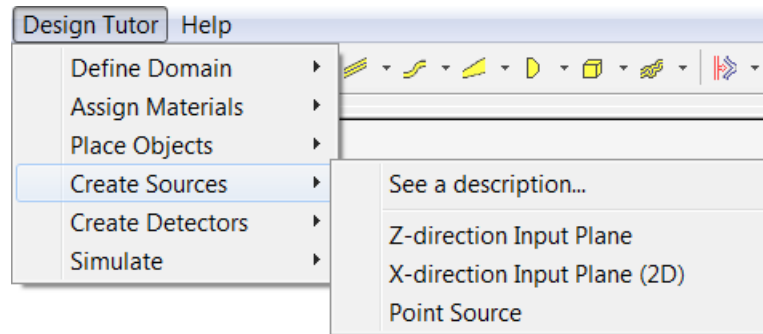 Design Tutor Help
Define Domain
Assign Materials
Place Objects
Create Sources
Create Detectors
Simulate
See a description...
Z-direction Input Plane
X-direction Input Plane (2D)
Point Source